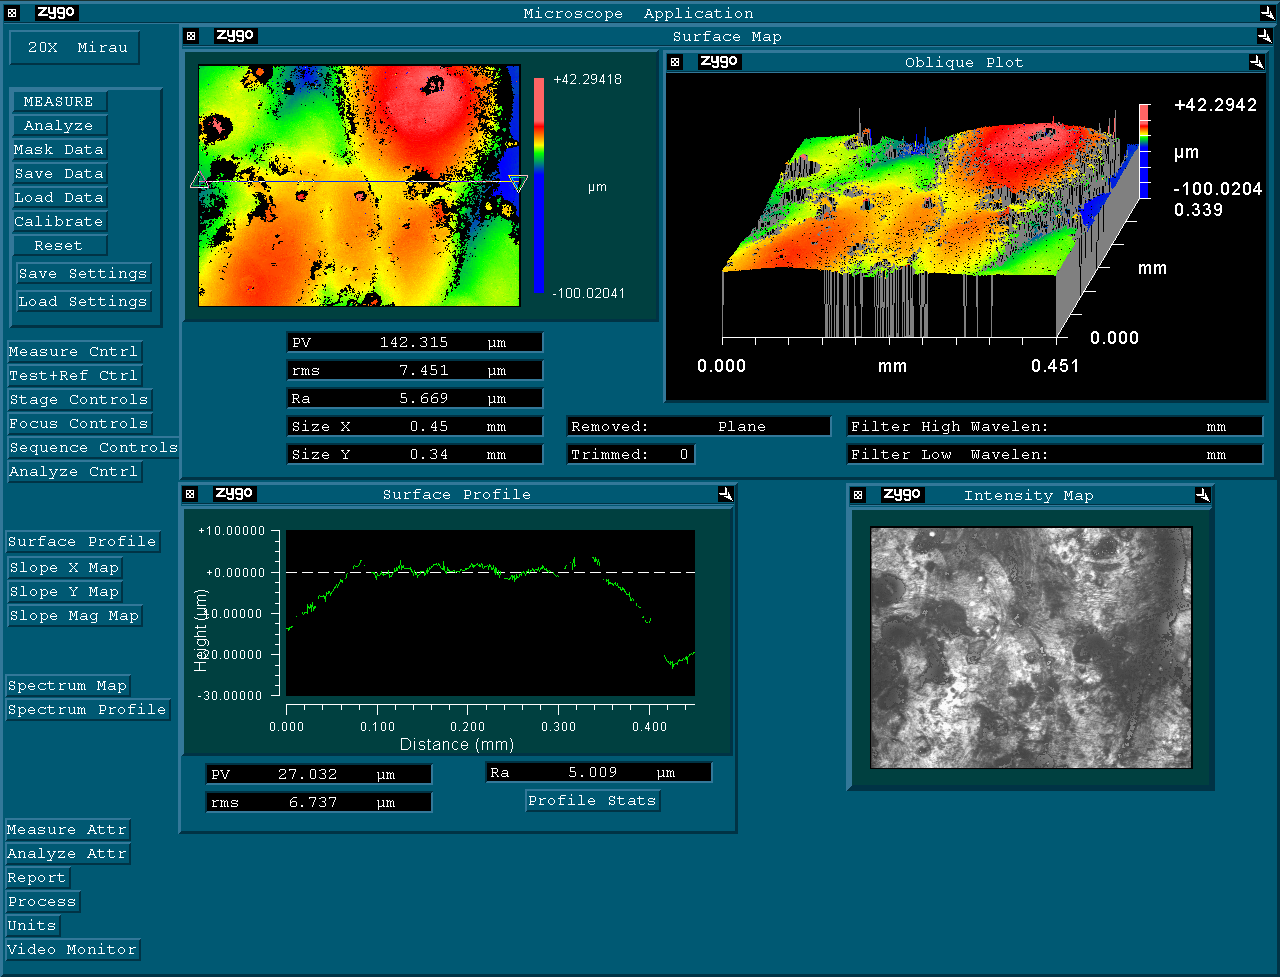 zygo Microscope Application
20X Mirau
MEASURE
Analyze
Mask Data
Save Data
Load Data
Calibrate
Reset
Save Settings
Load Settings
Measure Cntrl
Test+Ref Ctrl
Stage Controls
Focus Controls
Sequence Controls
Analyze Cntrl
Surface Profile
Slope X Map
Slope Y Map
Slope Mag Map
Spectrum Map
Spectrum Profile
Measure Attr
Analyze Attr
Report
Process
Units
Video Monitor
zygo Surface Map
+42.29418
µm
-100.02041
zygo Oblique Plot
+42.2942
µm
-100.0204
0.339
mm
0.000
0.000 mm 0.451
PV 142.315 µm
rms 7.451 µm
Ra 5.669 µm
Size X 0.45 mm
Size Y 0.34 mm
Removed: Plane
Trimmed: 0
Filter High Wavelen: mm
Filter Low Wavelen: mm
zygo Surface Profile
+10.00000
+0.00000
-10.00000
-20.00000
-30.00000
Height (µm)
0.000 0.100 0.200 0.300 0.400
Distance (mm)
PV 27.032 µm
rms 6.737 µm
Ra 5.009 µm
Profile Stats
zygo Intensity Map